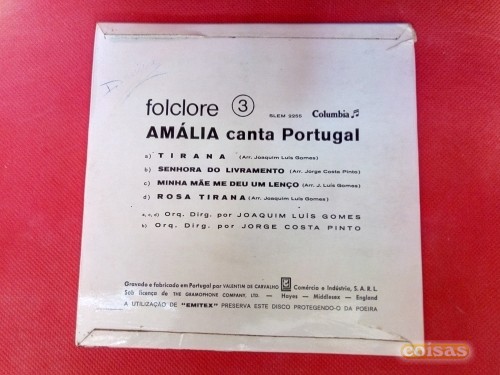 folclore 3 SLEM 2255 Columbia
AMÁLIA canta Portugal
a) TIRANA (Arr. Joaquim Luís Gomes)
b) SENHORA DO LIVRAMENTO (Arr. Jorge Costa Pinto)
c) MINHA MÃE ME DEU UM LENÇO (Arr. J. Luís Gomes)
d) ROSA TIRANA (Arr. Joaquim Luís Gomes)
a, c, d) Orq. Dirg. por JOAQUIM LUÍS GOMES
b) Orq. Dirg. por JORGE COSTA PINTO
Gravado e fabricado em Portugal por VALENTIM DE CARVALHO Comércio e Indústria, S.A.R.L.
Sob licença de THE GRAMOPHONE COMPANY, LTD. — Hayes — Middlesex — England
A UTILIZAÇÃO DE "EMITEX" PRESERVA ESTE DISCO PROTEGENDO-O DA POEIRA
coisas